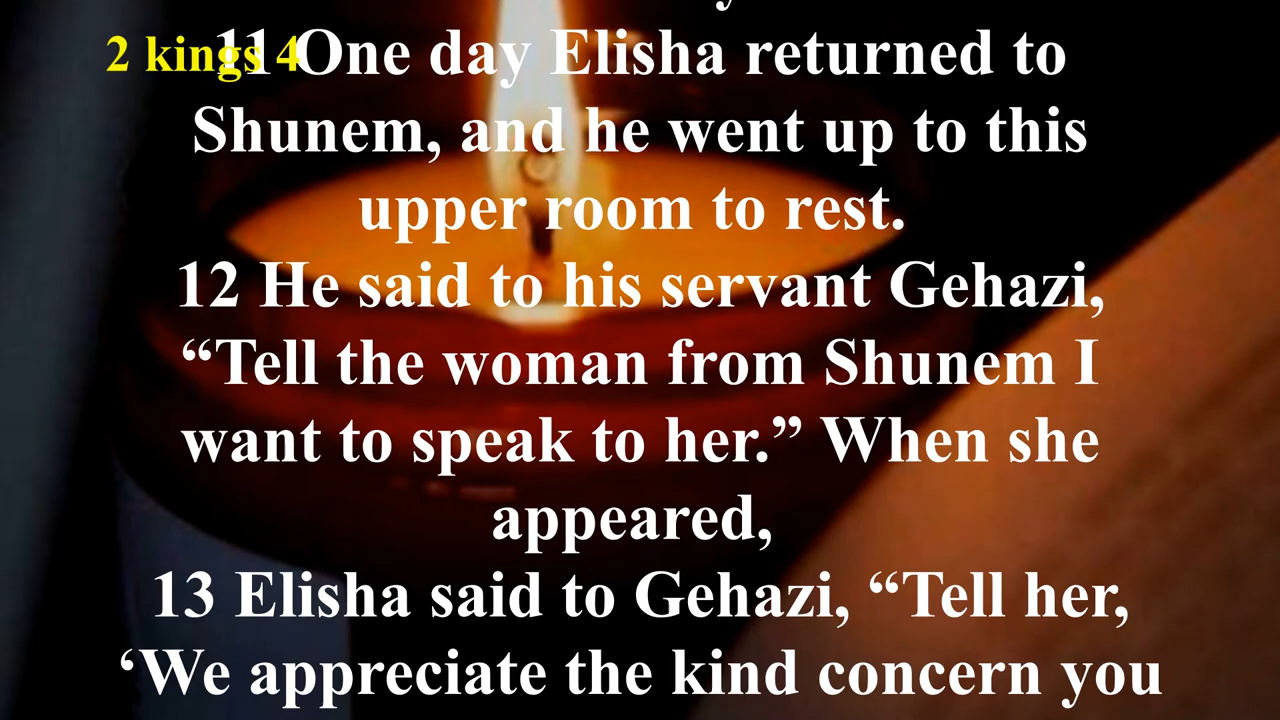 2 kings 4
11 One day Elisha returned to
Shunem, and he went up to this
upper room to rest.
12 He said to his servant Gehazi,
“Tell the woman from Shunem I
want to speak to her.” When she
appeared,
13 Elisha said to Gehazi, “Tell her,
‘We appreciate the kind concern you